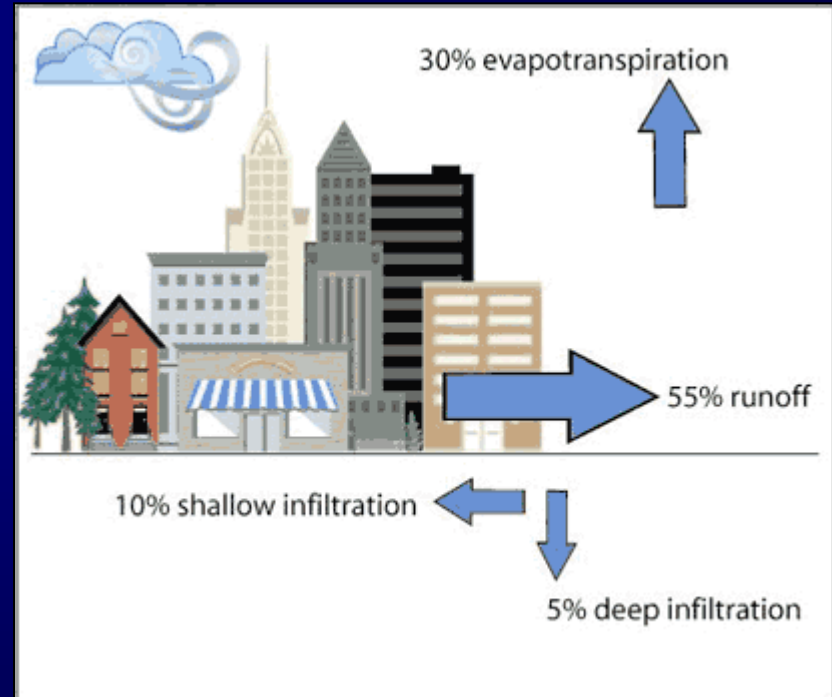 30% evapotranspiration
55% runoff
10% shallow infiltration
5% deep infiltration